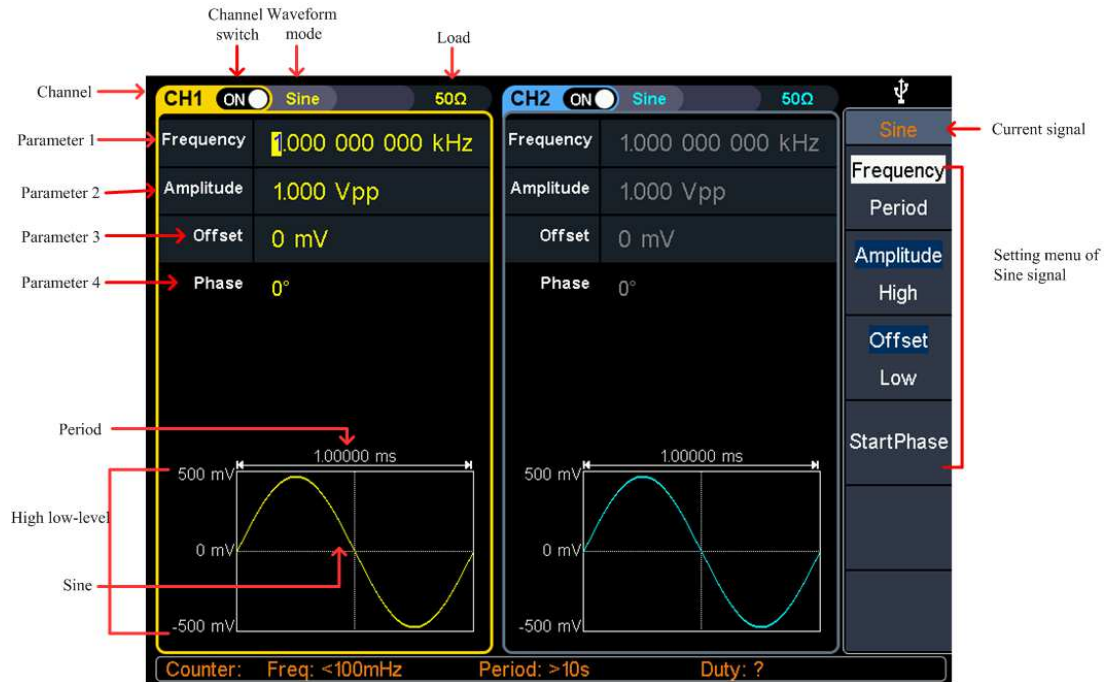 Channel switch
Waveform mode
Load
Channel
CH1 ON Sine 50Ω
CH2 ON Sine 50Ω
Sine
Current signal
Parameter 1
Frequency 1.000 000 000 kHz
Frequency 1.000 000 000 kHz
Frequency
Period
Parameter 2
Amplitude 1.000 Vpp
Amplitude 1.000 Vpp
Amplitude
High
Parameter 3
Offset 0 mV
Offset 0 mV
Offset
Low
Setting menu of
Sine signal
Parameter 4
Phase 0°
Phase 0°
StartPhase
Period
1.00000 ms
1.00000 ms
500 mV
500 mV
High low-level
0 mV
0 mV
Sine
-500 mV
-500 mV
Counter: Freq: <100mHz Period: >10s Duty: ?